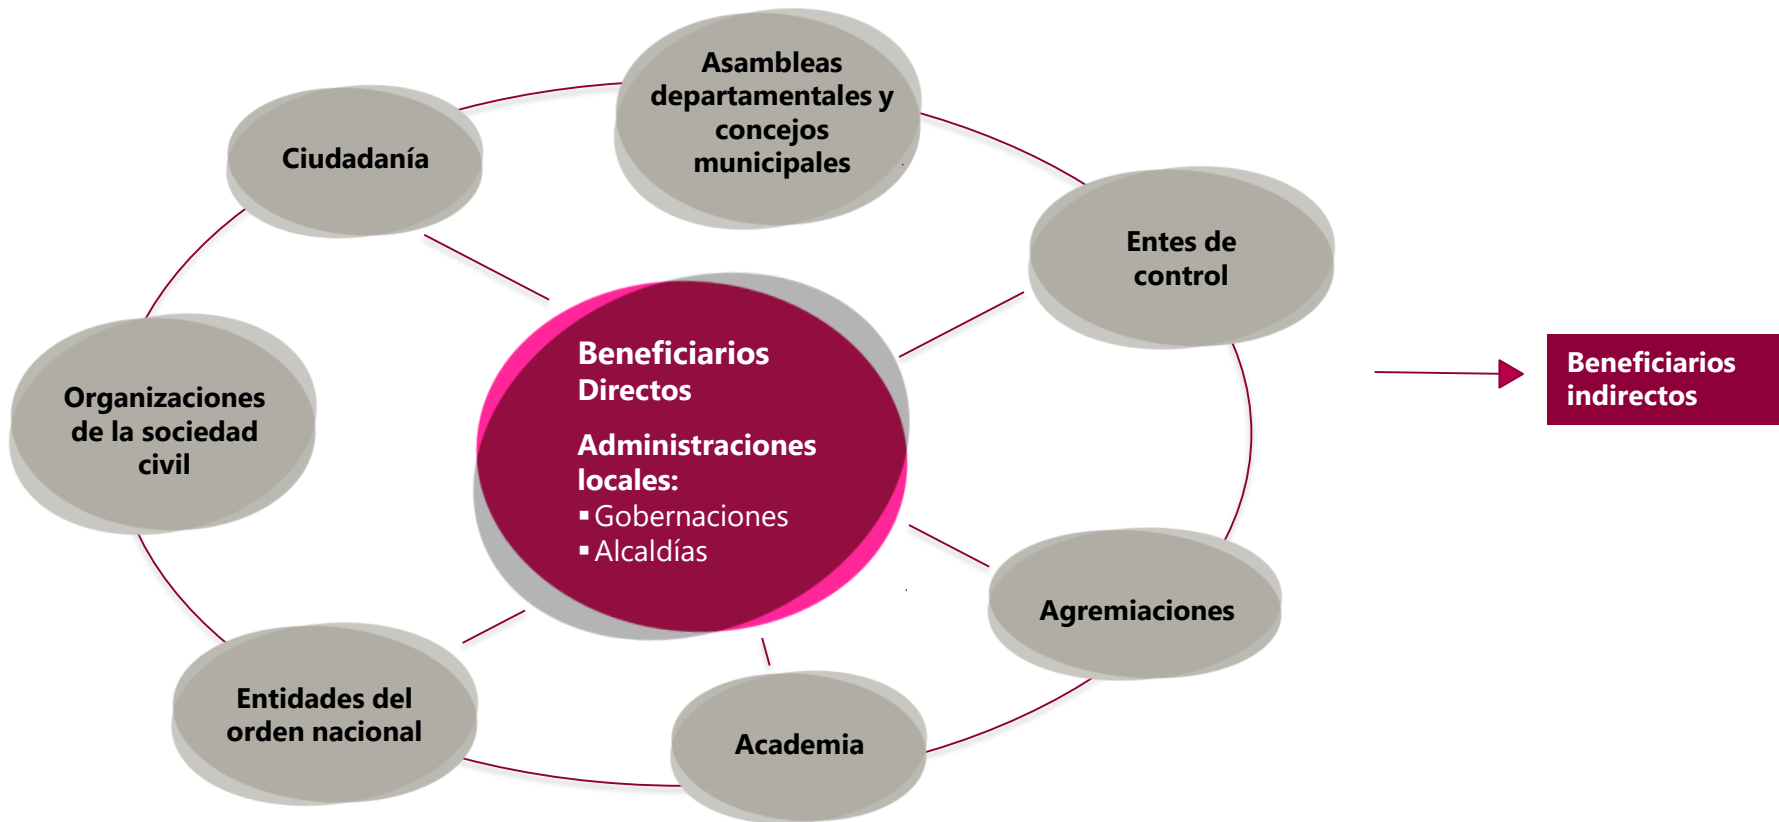 Asambleas
departamentales y
concejos
municipales
Ciudadanía
Entes de
control
Beneficiarios
Directos
Administraciones
locales:
▪ Gobernaciones
▪ Alcaldías
Beneficiarios
indirectos
Organizaciones
de la sociedad
civil
Agremiaciones
Entidades del
orden nacional
Academia